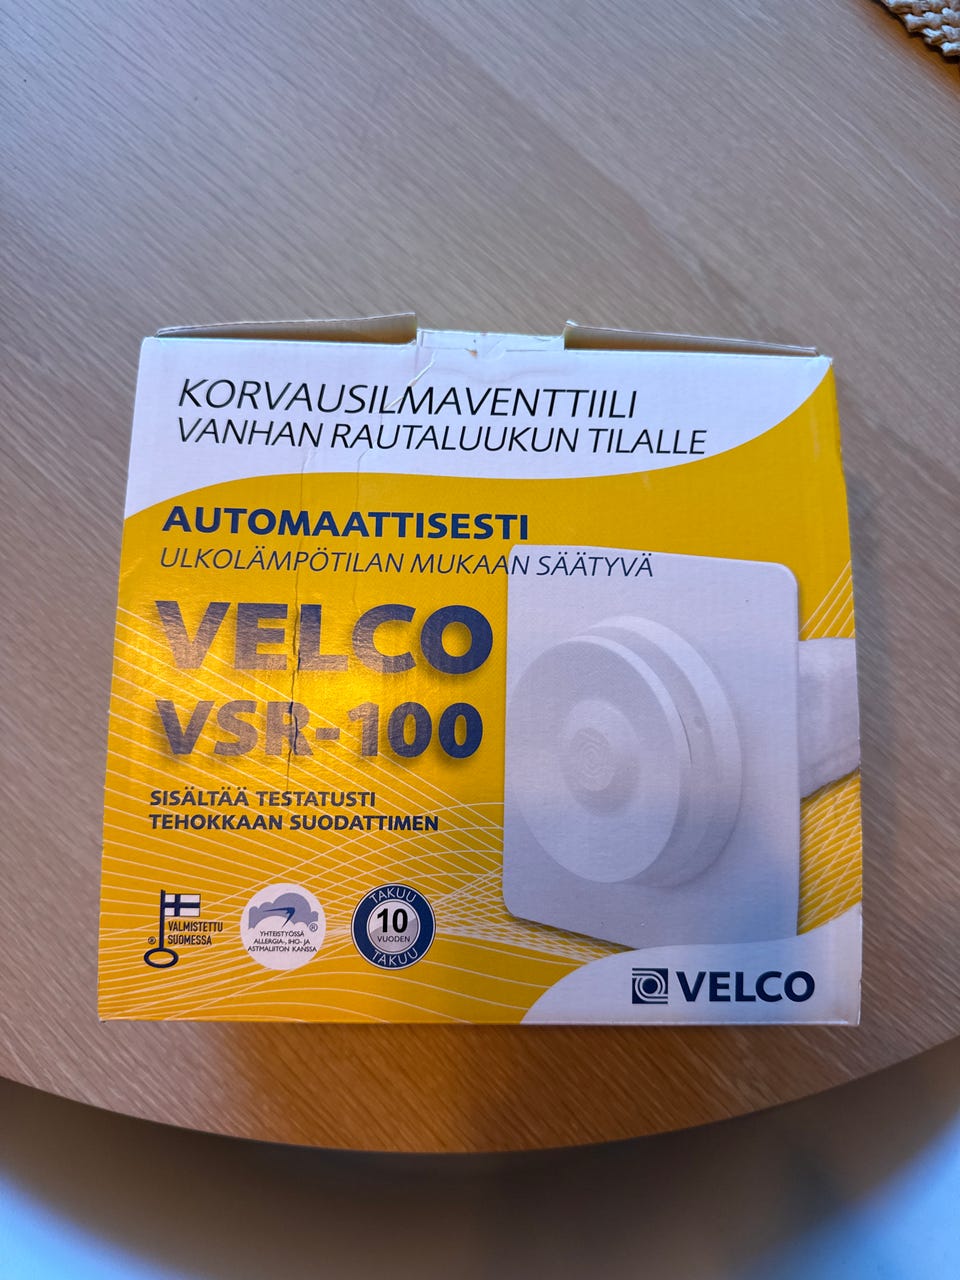 KORVAUSILMAVENTTIILI
VANHAN RAUTALUUKUN TILALLE
AUTOMAATTISESTI
ULKOLÄMPÖTILAN MUKAAN SÄÄTYVÄ
VELCO
VSR-100
SISÄLTÄÄ TESTATUSTI
TEHOKKAAN SUODATTIMEN
VALMISTETTU
® SUOMESSA
®
YHTEISTYÖSSÄ
ALLERGIA-, IHO- JA
ASTMALIITON KANSSA
TAKUU
10
VUODEN
TAKUU
VELCO